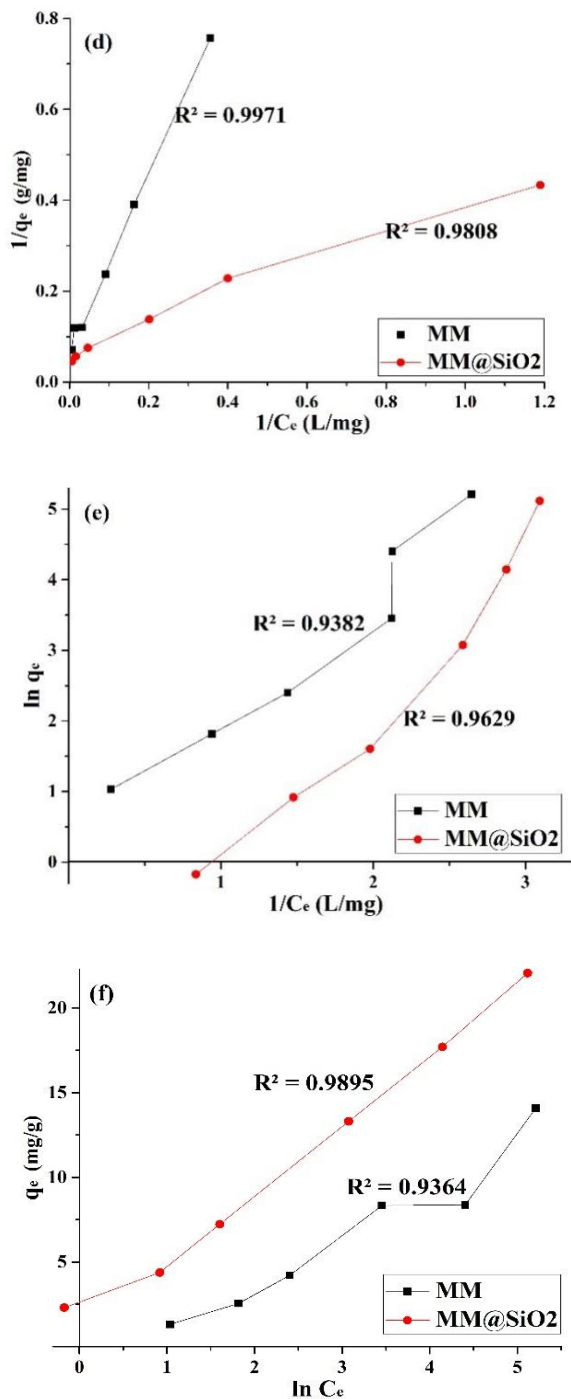 (d)
0.8
0.6
0.4
0.2
0.0
1/qₑ (g/mg)
R² = 0.9971
R² = 0.9808
MM
MM@SiO2
0.0 0.2 0.4 0.6 0.8 1.0 1.2
1/Cₑ (L/mg)
(e)
5
4
3
2
1
0
ln qₑ
R² = 0.9382
R² = 0.9629
MM
MM@SiO2
1 2 3
1/Cₑ (L/mg)
(f)
20
15
10
5
qₑ (mg/g)
R² = 0.9895
R² = 0.9364
MM
MM@SiO2
0 1 2 3 4 5
ln Cₑ